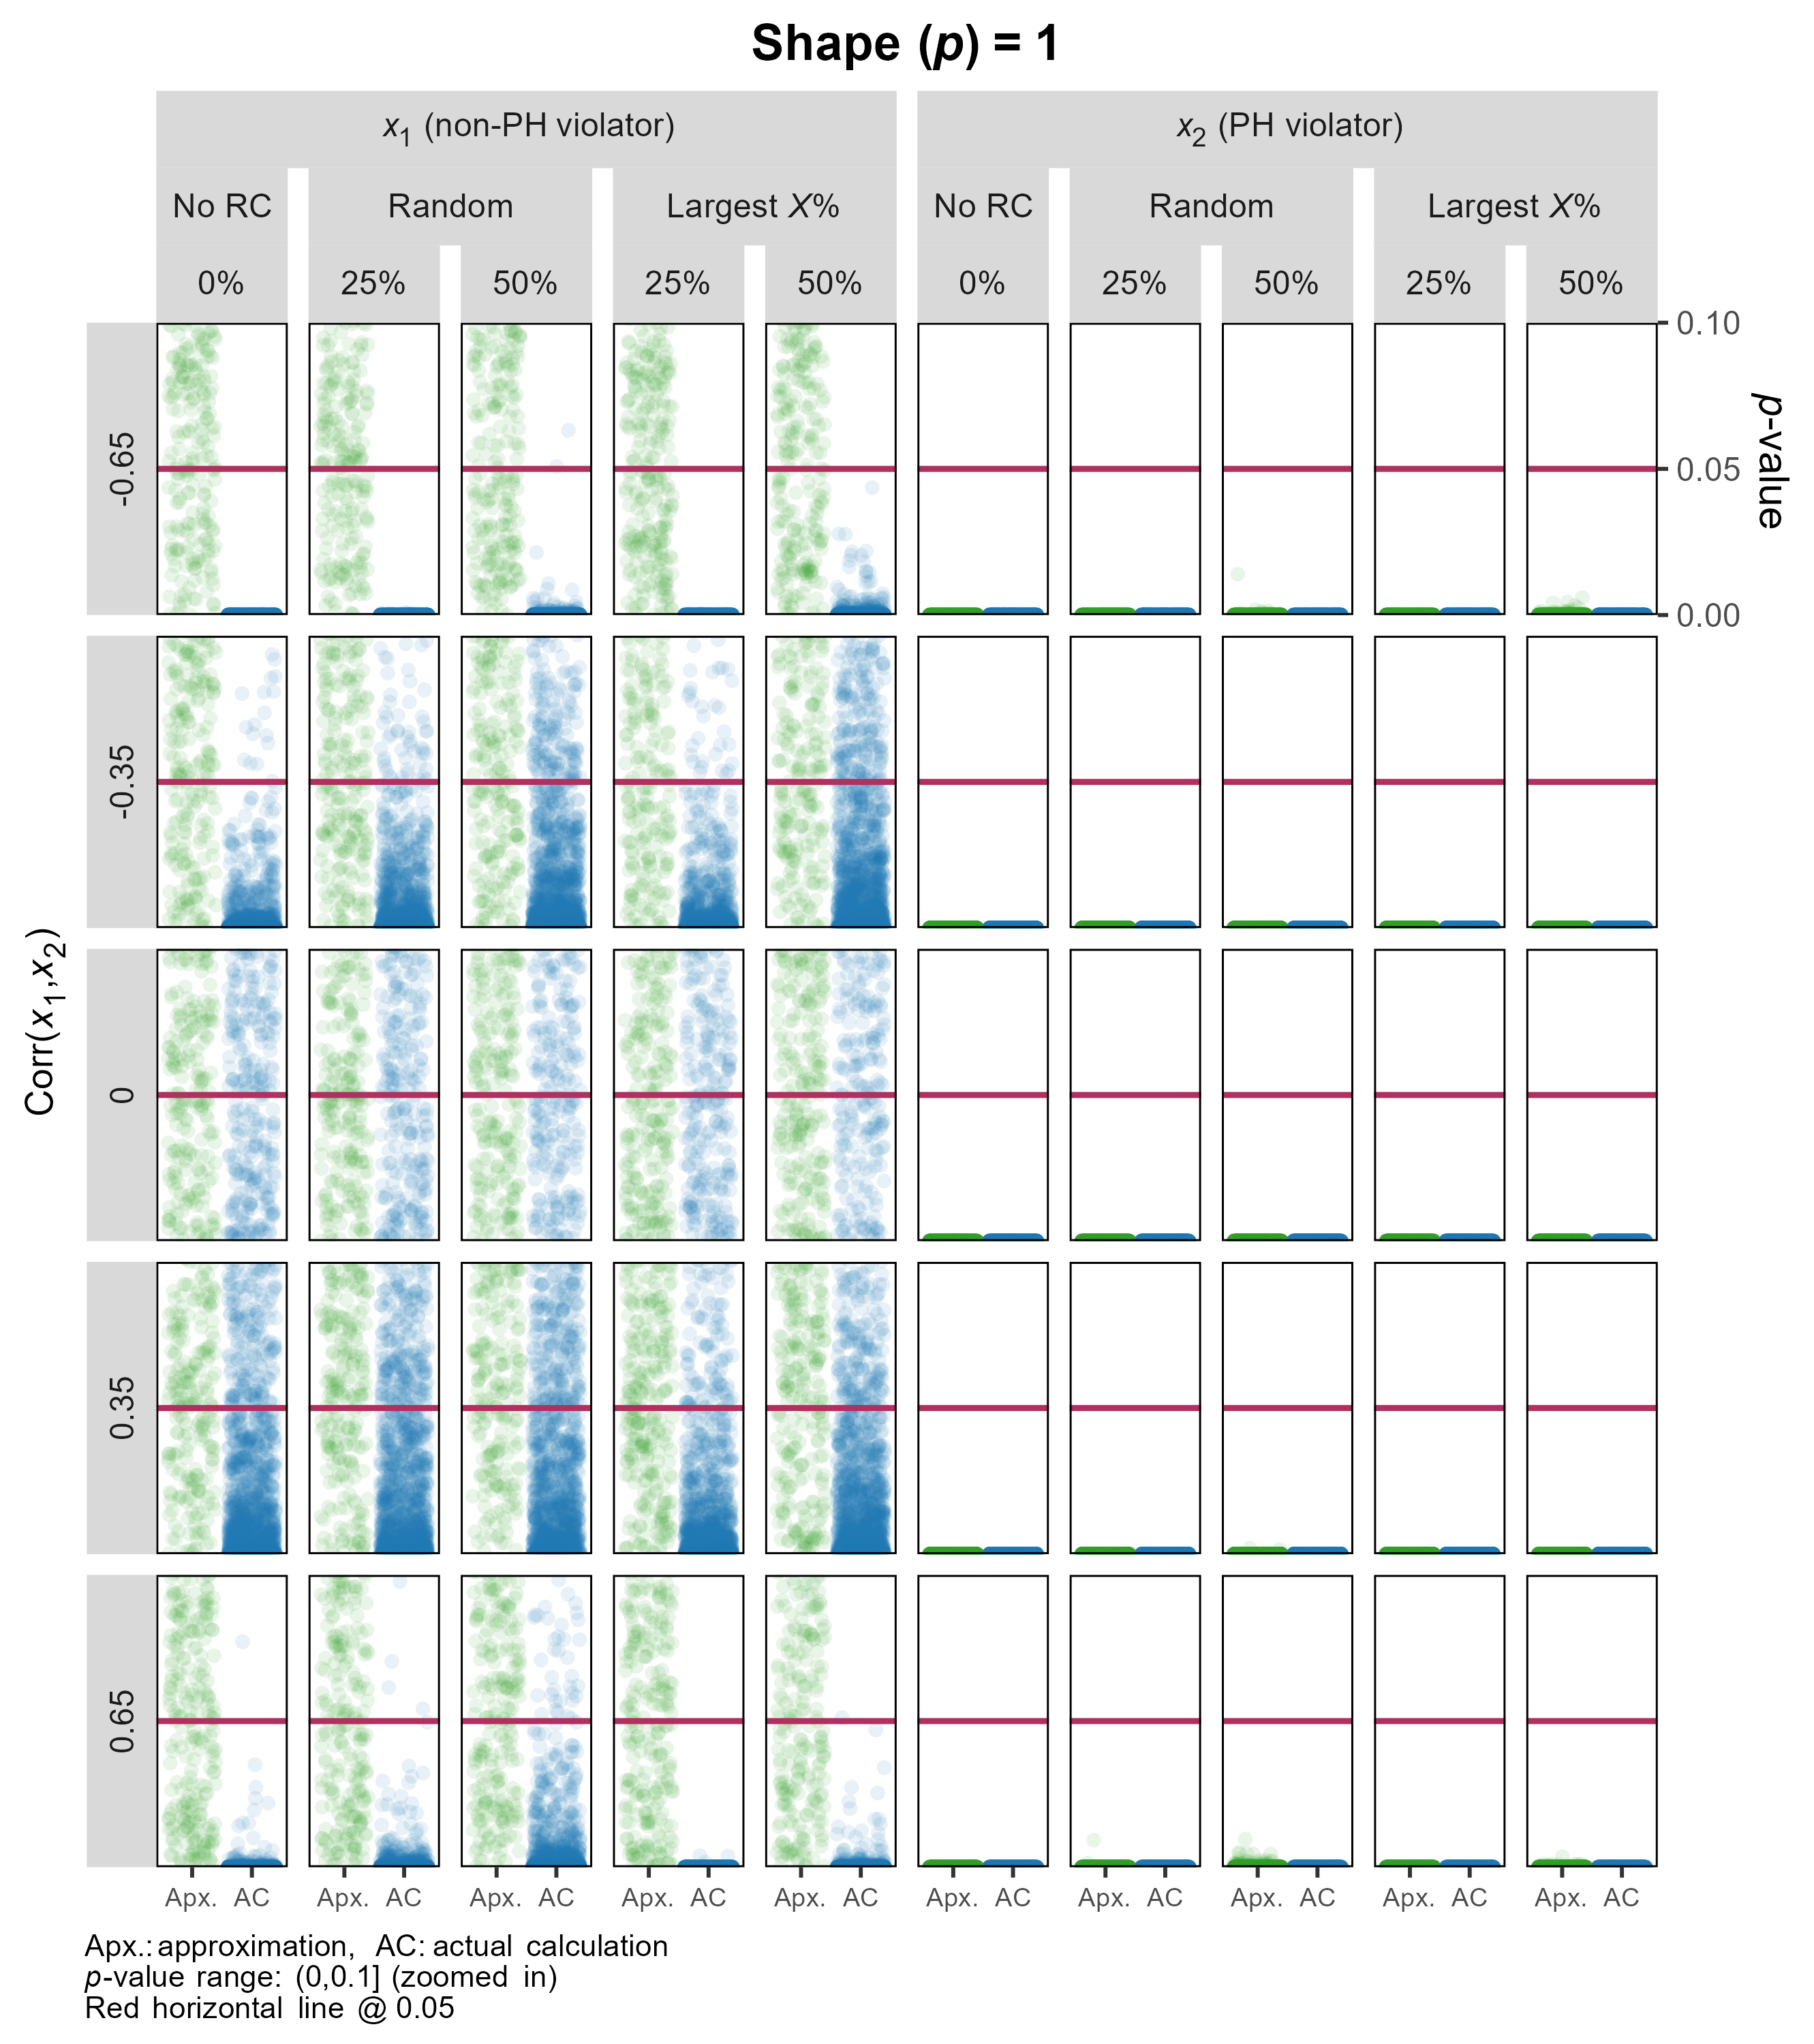 Shape (p) = 1
x1 (non-PH violator) x2 (PH violator)
No RC Random Largest X% No RC Random Largest X%
0% 25% 50% 25% 50% 0% 25% 50% 25% 50%
0.10
0.05
0.00
p-value
-0.65
-0.35
0
0.35
0.65
Corr(x1,x2)
Apx. AC Apx. AC Apx. AC Apx. AC Apx. AC Apx. AC Apx. AC Apx. AC Apx. AC Apx. AC
Apx.: approximation, AC: actual calculation
p-value range: (0,0.1] (zoomed in)
Red horizontal line @ 0.05